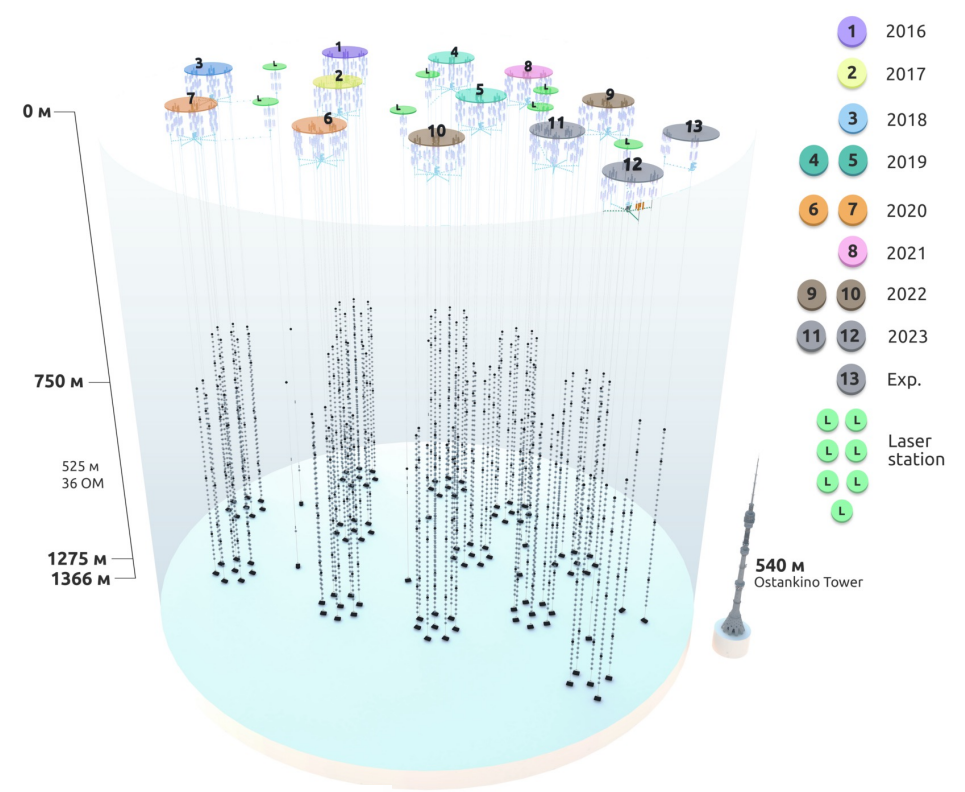 1
4
3
L
8
L
2
5
L
9
7
L
L
L
6
11
13
10
L
12
0 м
750 м
525 м
36 ОМ
1275 м
1366 м
540 м
Ostankino Tower
1 2016
2 2017
3 2018
4 5 2019
6 7 2020
8 2021
9 10 2022
11 12 2023
13 Exp.
L L
L L
L L
L
Laser
station